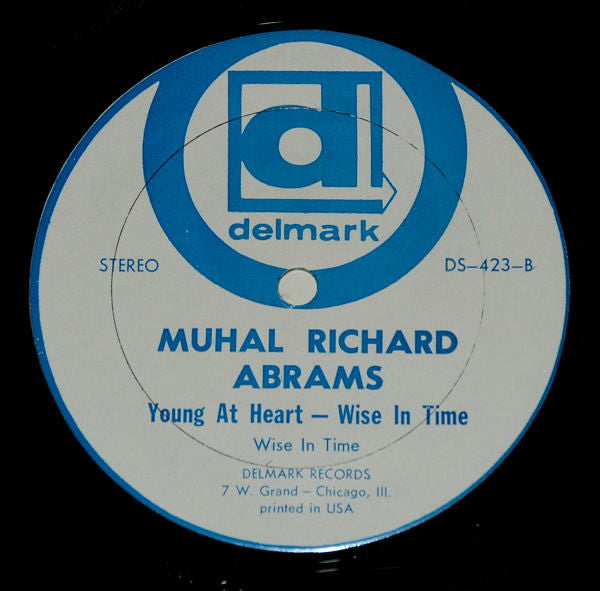 d
delmark
STEREO
DS–423–B
MUHAL RICHARD
ABRAMS
Young At Heart – Wise In Time
Wise In Time
DELMARK RECORDS
7 W. Grand – Chicago, Ill.
printed in USA